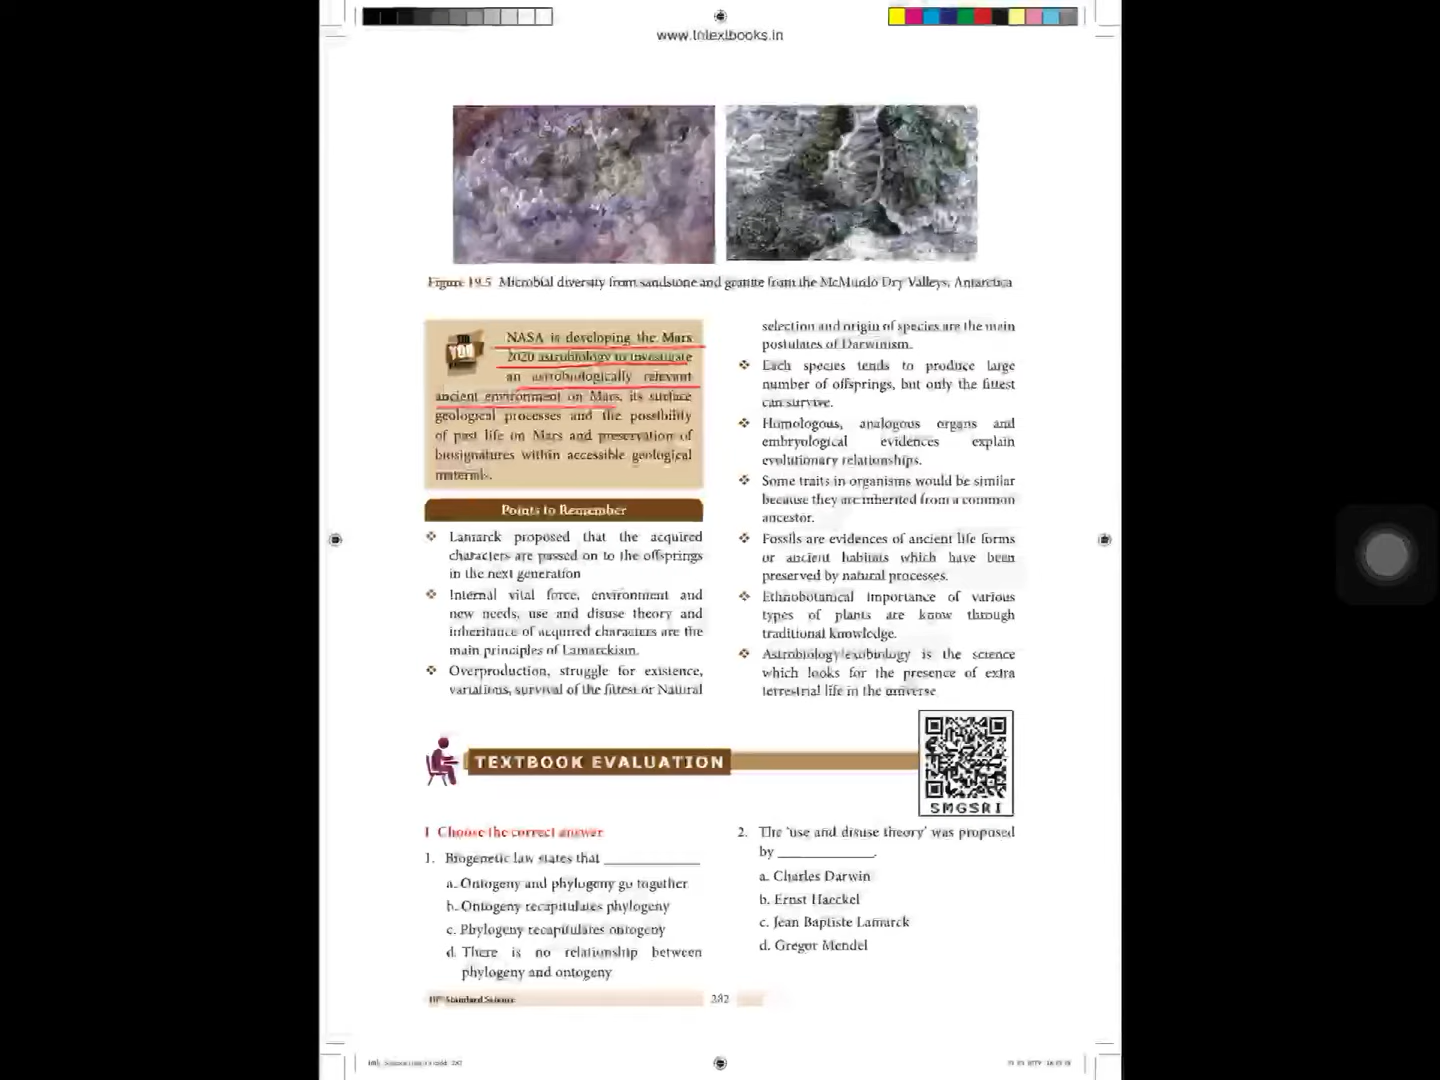 www.tntextbooks.in
Figure 19.5 Microbial diversity from sandstone and granite from the McMurdo Dry Valleys, Antarctica
YOU
NASA is developing the Mars
2020 astrobiology to investigate
an astrobiologically relevant
ancient environment on Mars, its surface
geological processes and the possibility
of past life on Mars and preservation of
biosignatures within accessible geological
materials.
Points to Remember
❖ Lamarck proposed that the acquired
characters are passed on to the offsprings
in the next generation
❖ Internal vital force, environment and
new needs, use and disuse theory and
inheritance of acquired characters are the
main principles of Lamarckism.
❖ Overproduction, struggle for existence,
variations, survival of the fittest or Natural
selection and origin of species are the main
postulates of Darwinism.
❖ Each species tends to produce large
number of offsprings, but only the fittest
can survive.
❖ Homologous, analogous organs and
embryological evidences explain
evolutionary relationships.
❖ Some traits in organisms would be similar
because they are inherited from a common
ancestor.
❖ Fossils are evidences of ancient life forms
or ancient habitats which have been
preserved by natural processes.
❖ Ethnobotanical importance of various
types of plants are know through
traditional knowledge.
❖ Astrobiology/exobiology is the science
which looks for the presence of extra
terrestrial life in the universe
TEXTBOOK EVALUATION
SMGSRI
I Choose the correct answer
1. Biogenetic law states that ____________
a. Ontogeny and phylogeny go together
b. Ontogeny recapitulates phylogeny
c. Phylogeny recapitulates ontogeny
d. There is no relationship between
phylogeny and ontogeny
2. The 'use and disuse theory' was proposed
by ____________.
a. Charles Darwin
b. Ernst Haeckel
c. Jean Baptiste Lamarck
d. Gregor Mendel
10th Standard Science
282